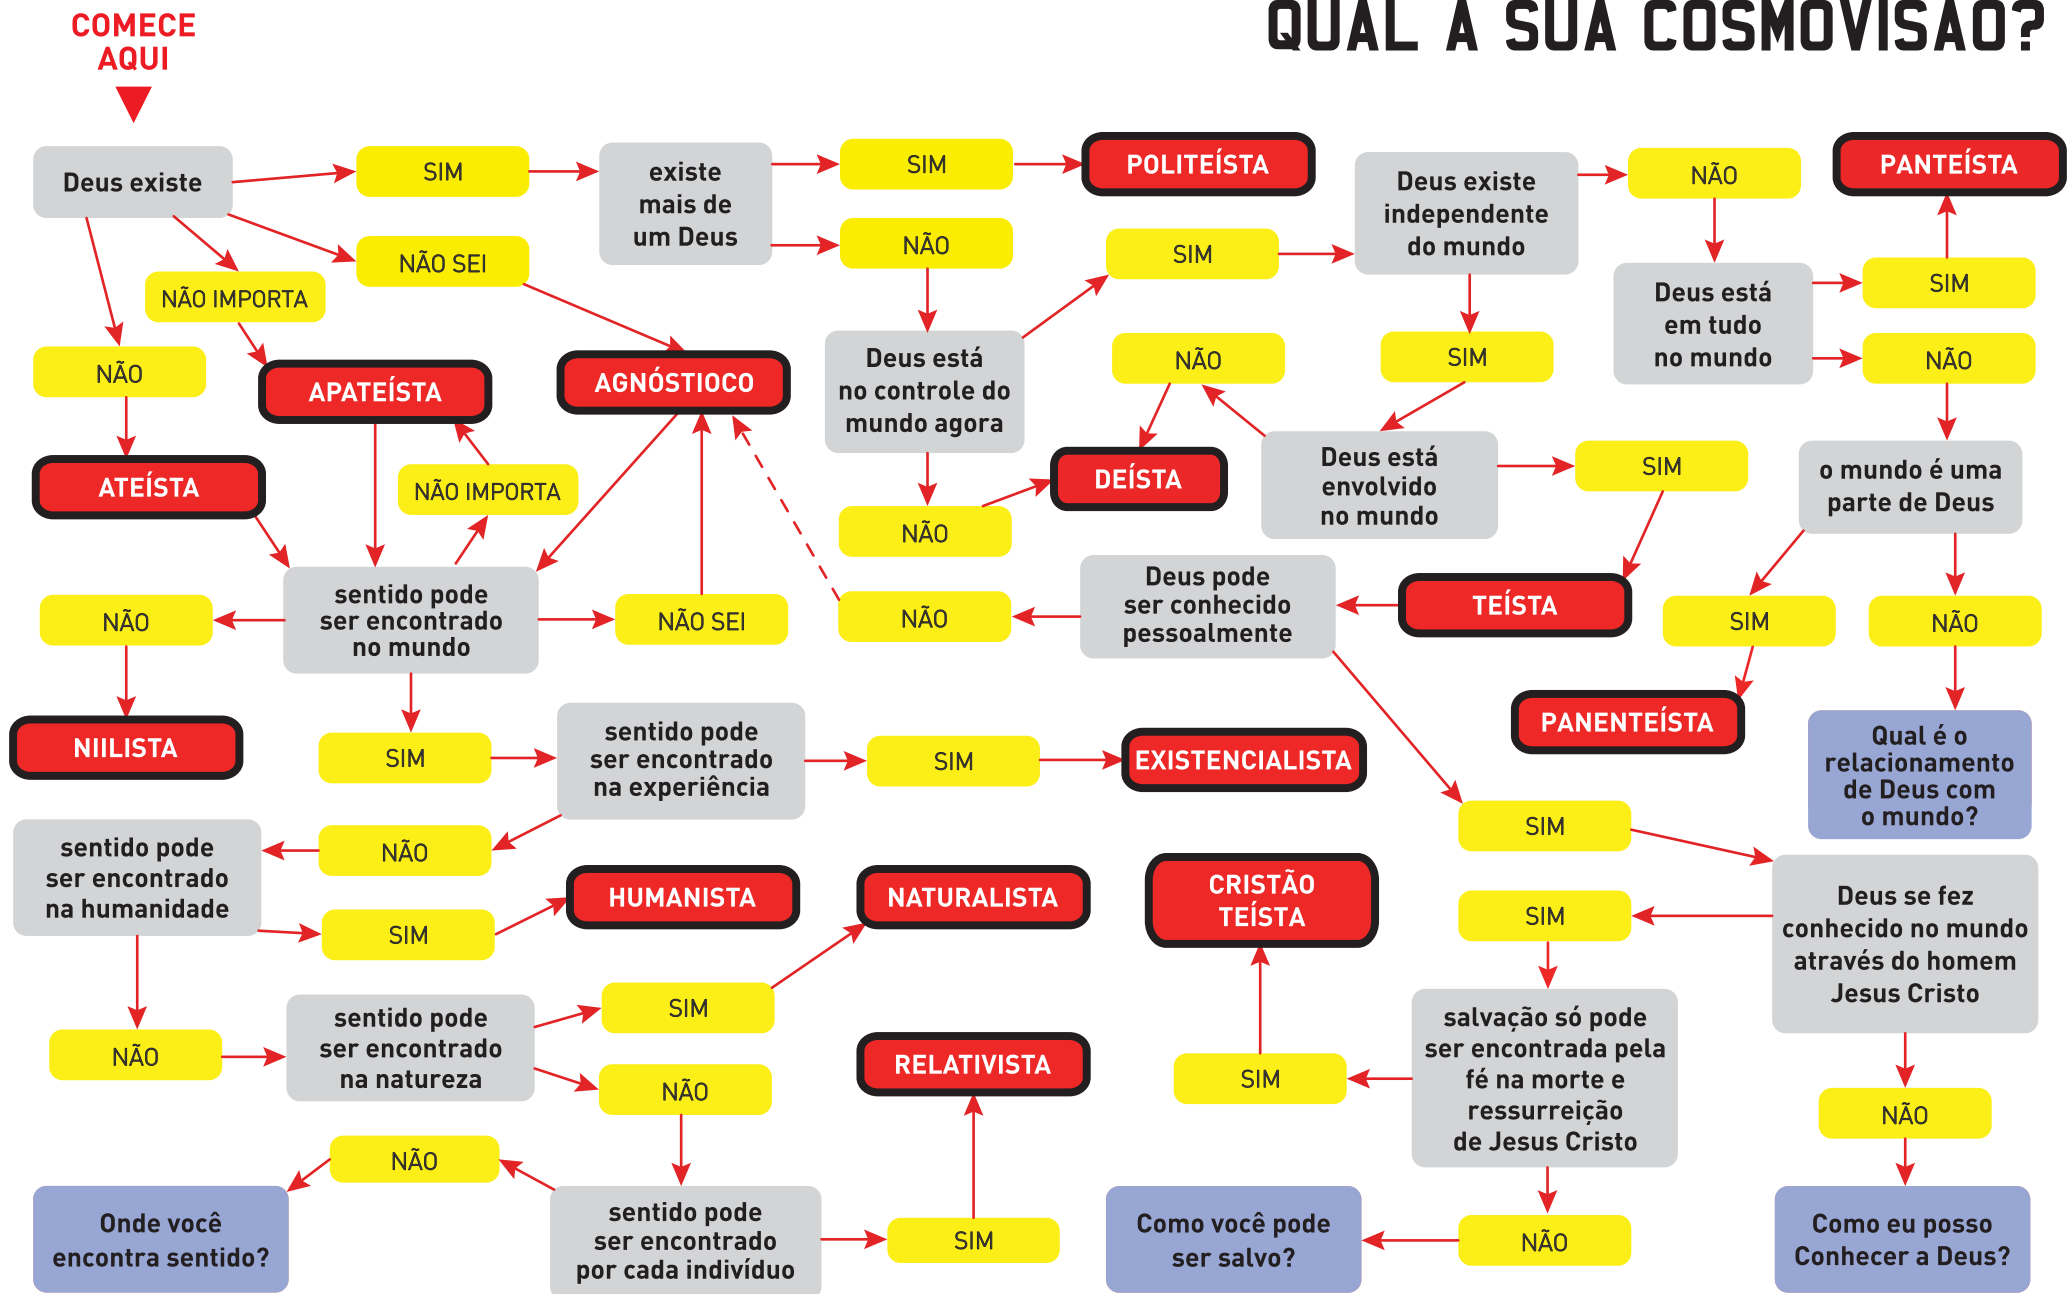 QUAL A SUA COSMOVISÃO?
COMECE
AQUI
Deus existe
SIM
existe
mais de
um Deus
SIM
POLITEÍSTA
NÃO
NÃO SEI
NÃO IMPORTA
NÃO
APATEÍSTA
AGNÓSTIOCO
ATEÍSTA
NÃO IMPORTA
Deus está
no controle do
mundo agora
SIM
NÃO
DEÍSTA
NÃO
Deus existe
independente
do mundo
NÃO
SIM
PANTEÍSTA
Deus está
em tudo
no mundo
SIM
NÃO
Deus está
envolvido
no mundo
SIM
o mundo é uma
parte de Deus
SIM
NÃO
TEÍSTA
PANENTEÍSTA
Qual é o
relacionamento
de Deus com
o mundo?
Deus pode
ser conhecido
pessoalmente
NÃO
sentido pode
ser encontrado
no mundo
NÃO
NÃO SEI
NIILISTA
SIM
sentido pode
ser encontrado
na experiência
SIM
EXISTENCIALISTA
NÃO
sentido pode
ser encontrado
na humanidade
SIM
HUMANISTA
NATURALISTA
NÃO
sentido pode
ser encontrado
na natureza
SIM
NÃO
RELATIVISTA
sentido pode
ser encontrado
por cada indivíduo
SIM
NÃO
Onde você
encontra sentido?
SIM
Deus se fez
conhecido no mundo
através do homem
Jesus Cristo
SIM
CRISTÃO
TEÍSTA
salvação só pode
ser encontrada pela
fé na morte e
ressurreição
de Jesus Cristo
SIM
NÃO
NÃO
Como você pode
ser salvo?
Como eu posso
Conhecer a Deus?